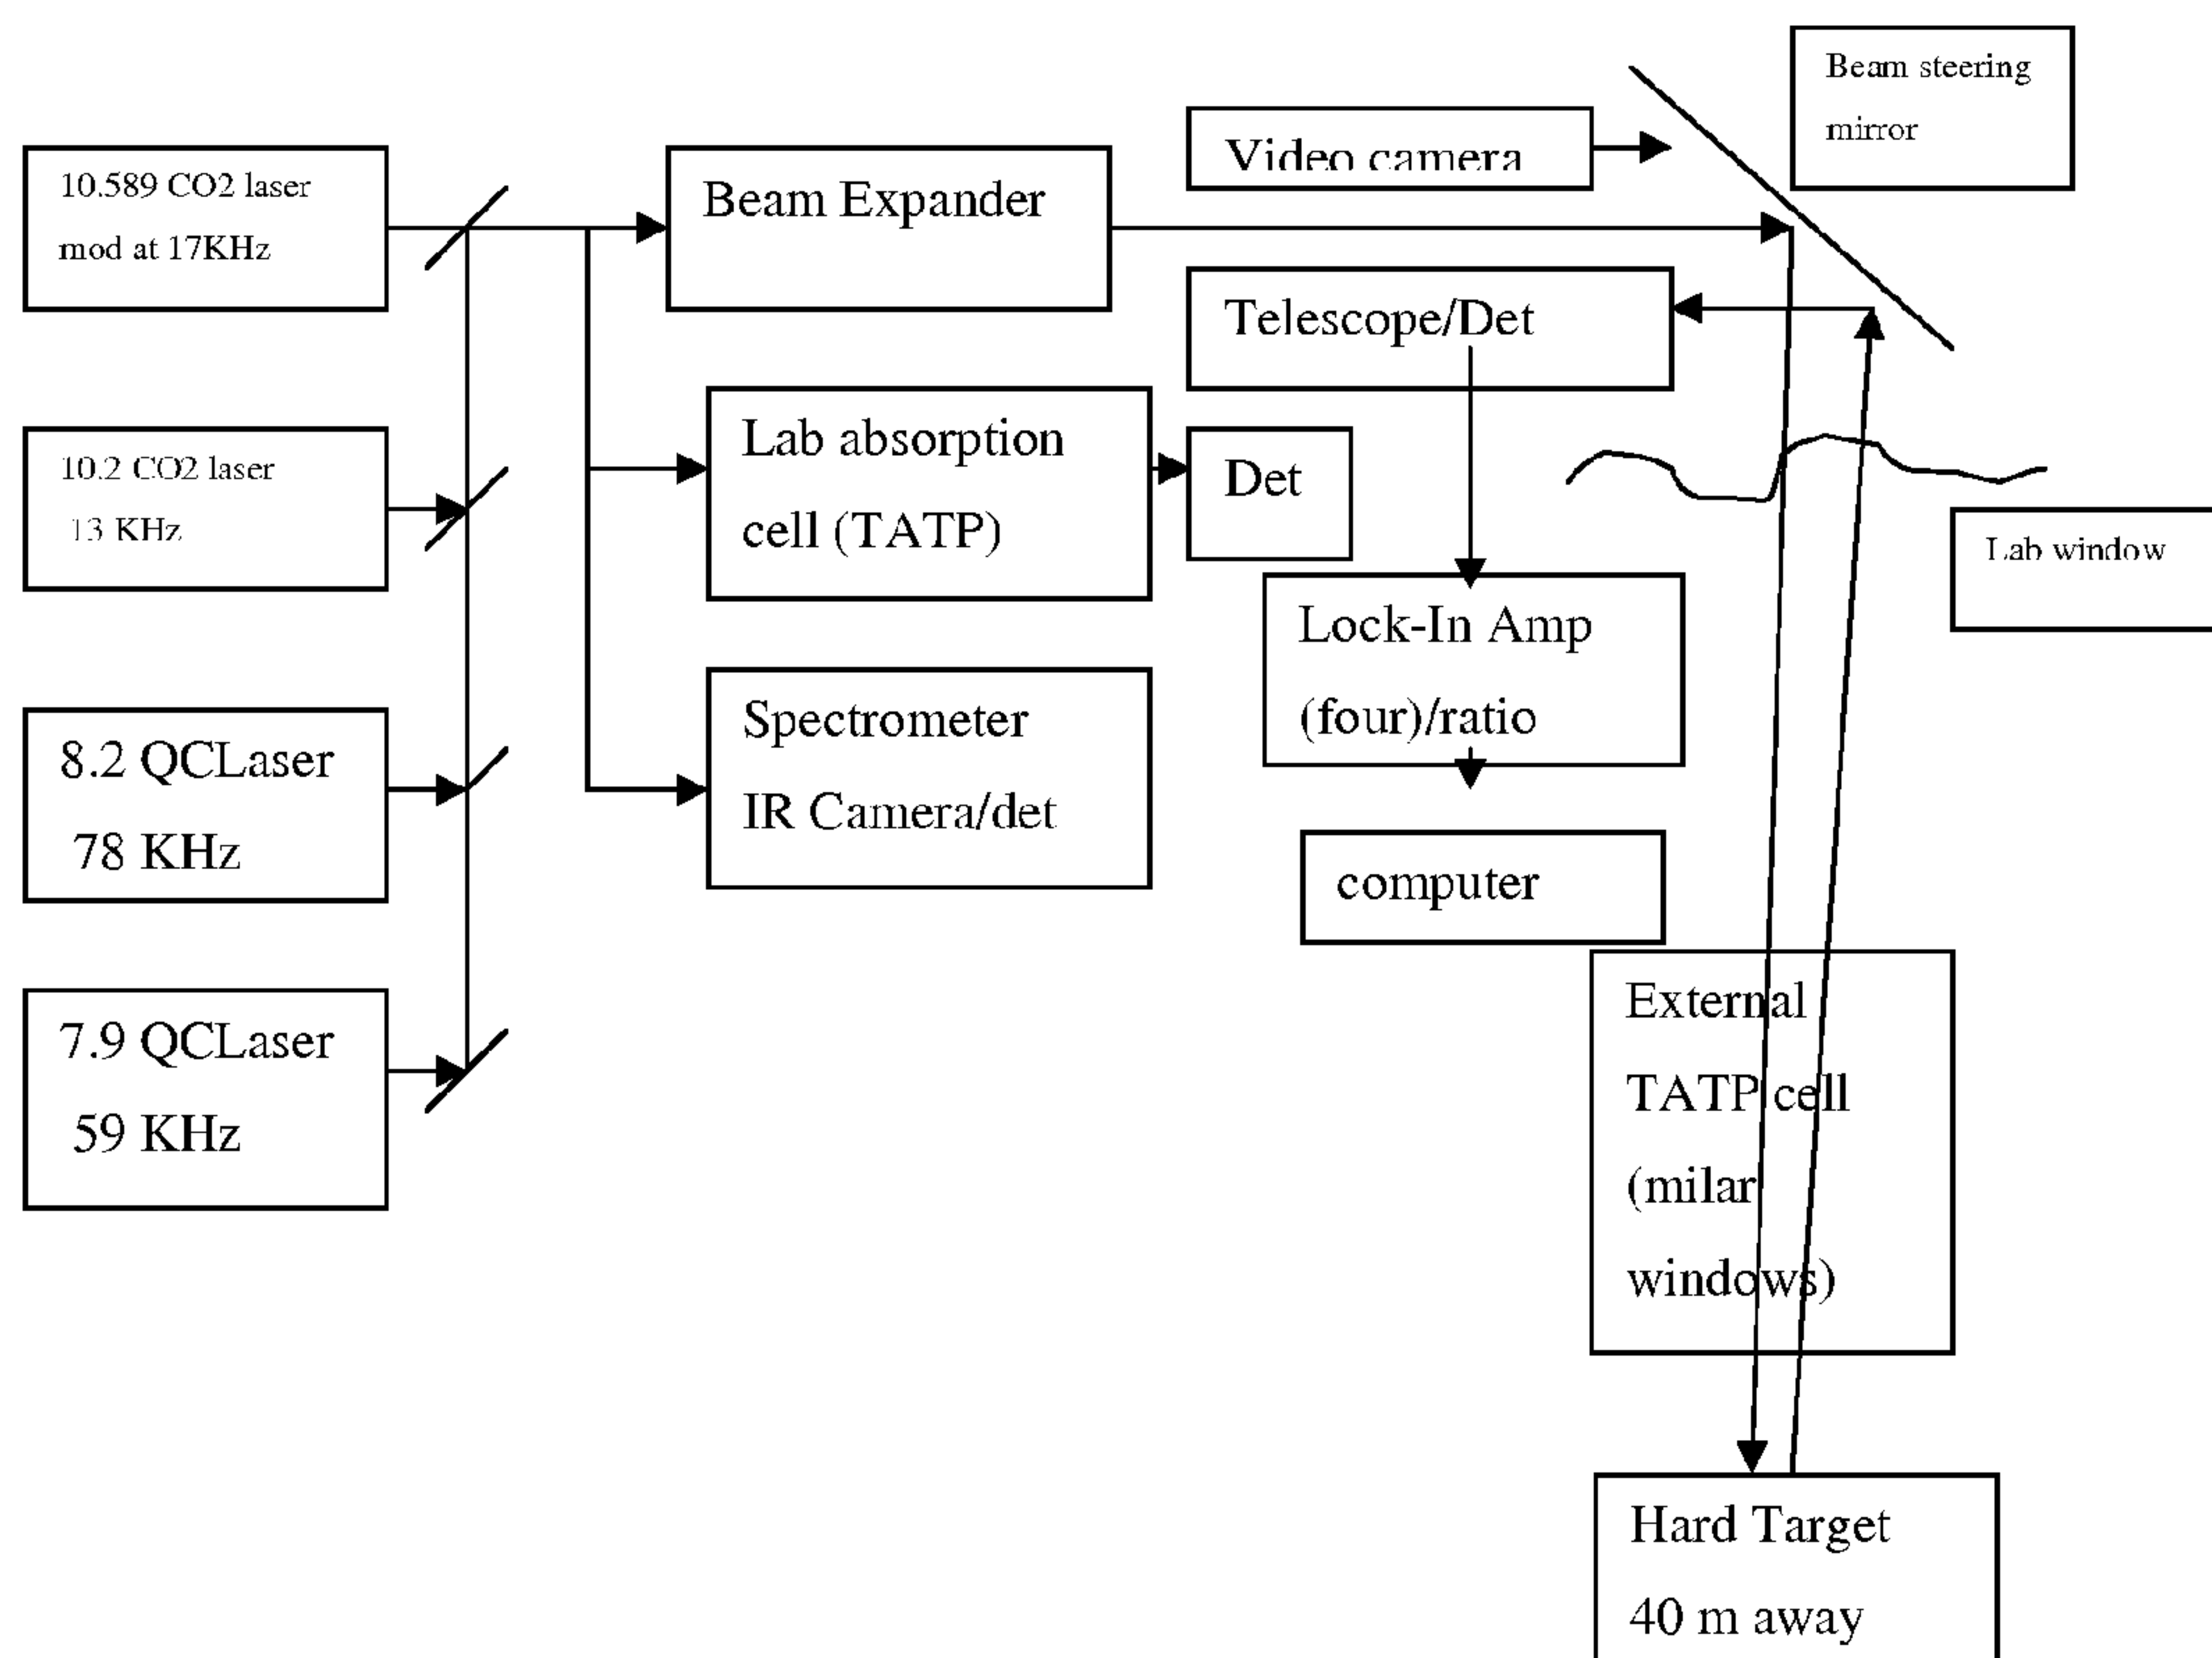 Beam steering
mirror
Video camera
10.589 CO2 laser
mod at 17KHz
Beam Expander
Telescope/Det
10.2 CO2 laser
13 KHz
Lab absorption
cell (TATP)
Det
Lab window
Lock-In Amp
(four)/ratio
8.2 QCLaser
78 KHz
Spectrometer
IR Camera/det
computer
7.9 QCLaser
59 KHz
External
TATP cell
(milar
windows)
Hard Target
40 m away